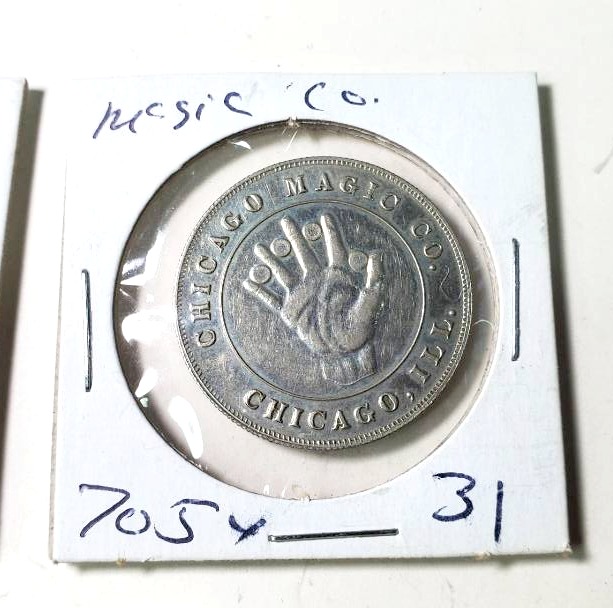 Magic Co.
CHICAGO MAGIC CO.
CHICAGO, ILL.
705
31